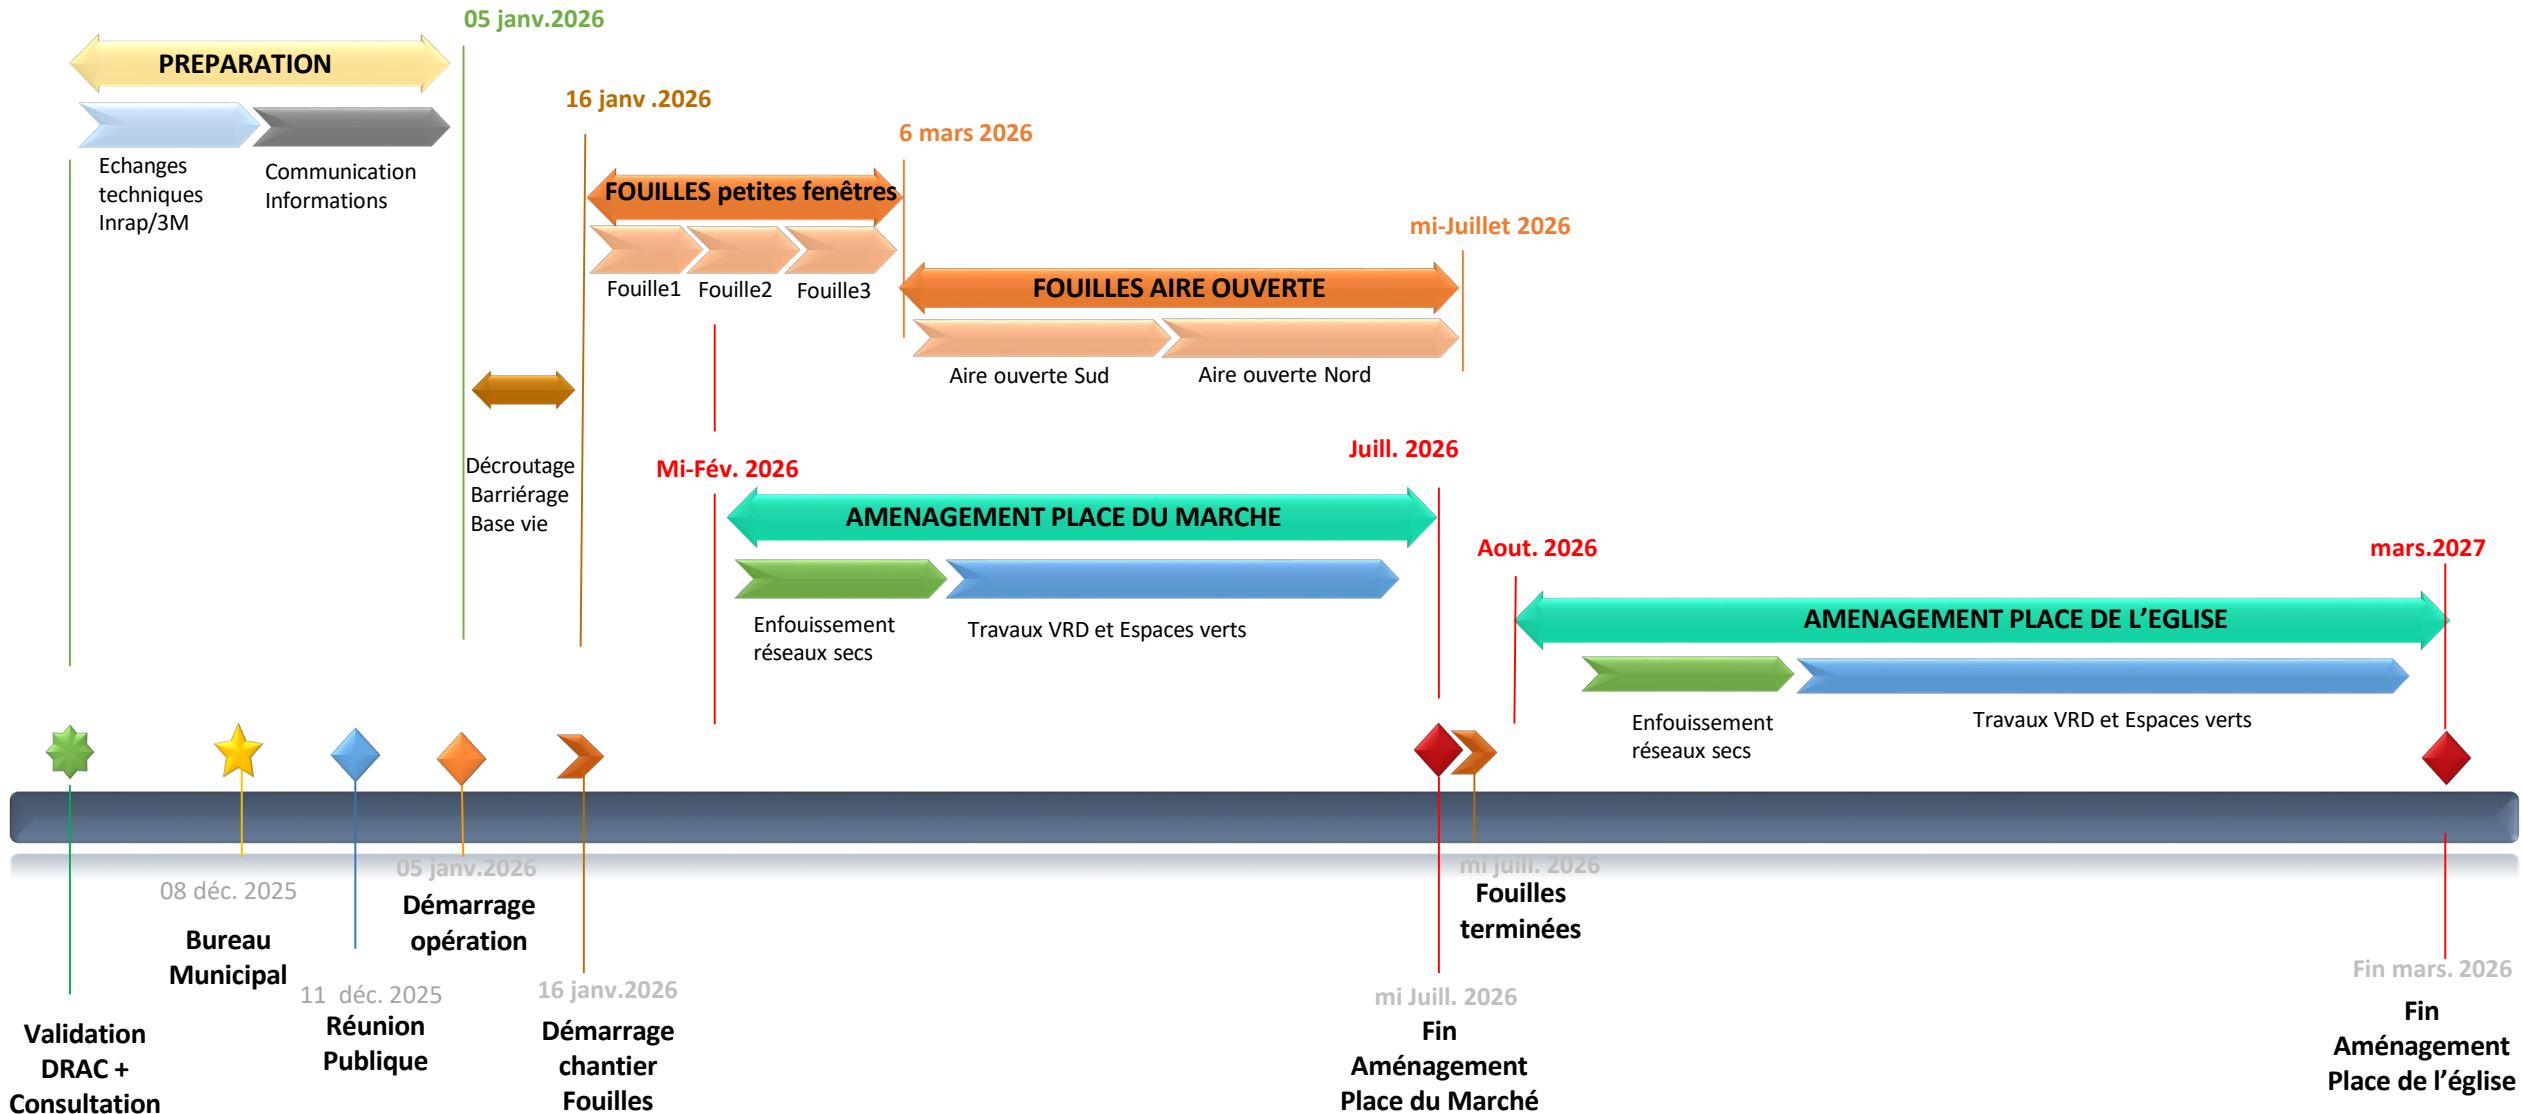 05 janv.2026
PREPARATION
Echanges
techniques
Inrap/3M
Communication
Informations
16 janv .2026
6 mars 2026
FOUILLES petites fenêtres
Fouille1
Fouille2
Fouille3
mi-Juillet 2026
FOUILLES AIRE OUVERTE
Aire ouverte Sud
Aire ouverte Nord
Décroutage
Barriérage
Base vie
Mi-Fév. 2026
Juill. 2026
AMENAGEMENT PLACE DU MARCHE
Enfouissement
réseaux secs
Travaux VRD et Espaces verts
Aout. 2026
mars.2027
AMENAGEMENT PLACE DE L’EGLISE
Enfouissement
réseaux secs
Travaux VRD et Espaces verts
Validation
DRAC +
Consultation
08 déc. 2025
Bureau
Municipal
11  déc. 2025
Réunion
Publique
05 janv.2026
Démarrage
opération
16 janv.2026
Démarrage
chantier
Fouilles
mi Juill. 2026
Fin
Aménagement
Place du Marché
mi juill. 2026
Fouilles
terminées
Fin mars. 2026
Fin
Aménagement
Place de l’église